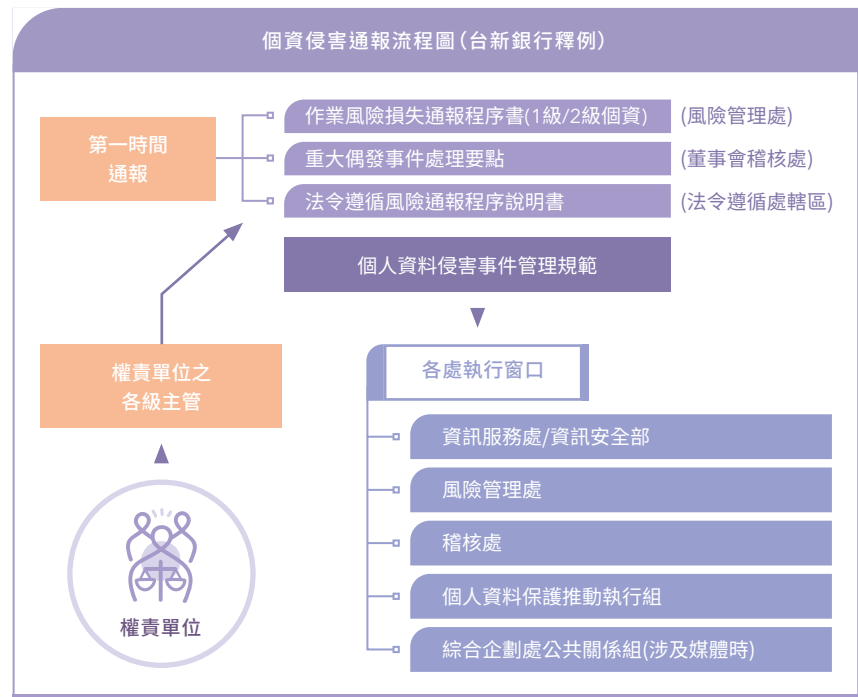 個資侵害通報流程圖(台新銀行釋例)
第一時間
通報
作業風險損失通報程序書(1級/2級個資)
(風險管理處)
重大偶發事件處理要點
(董事會稽核處)
法令遵循風險通報程序說明書
(法令遵循處轄區)
個人資料侵害事件管理規範
權責單位之
各級主管
權責單位
各處執行窗口
資訊服務處/資訊安全部
風險管理處
稽核處
個人資料保護推動執行組
綜合企劃處公共關係組(涉及媒體時)